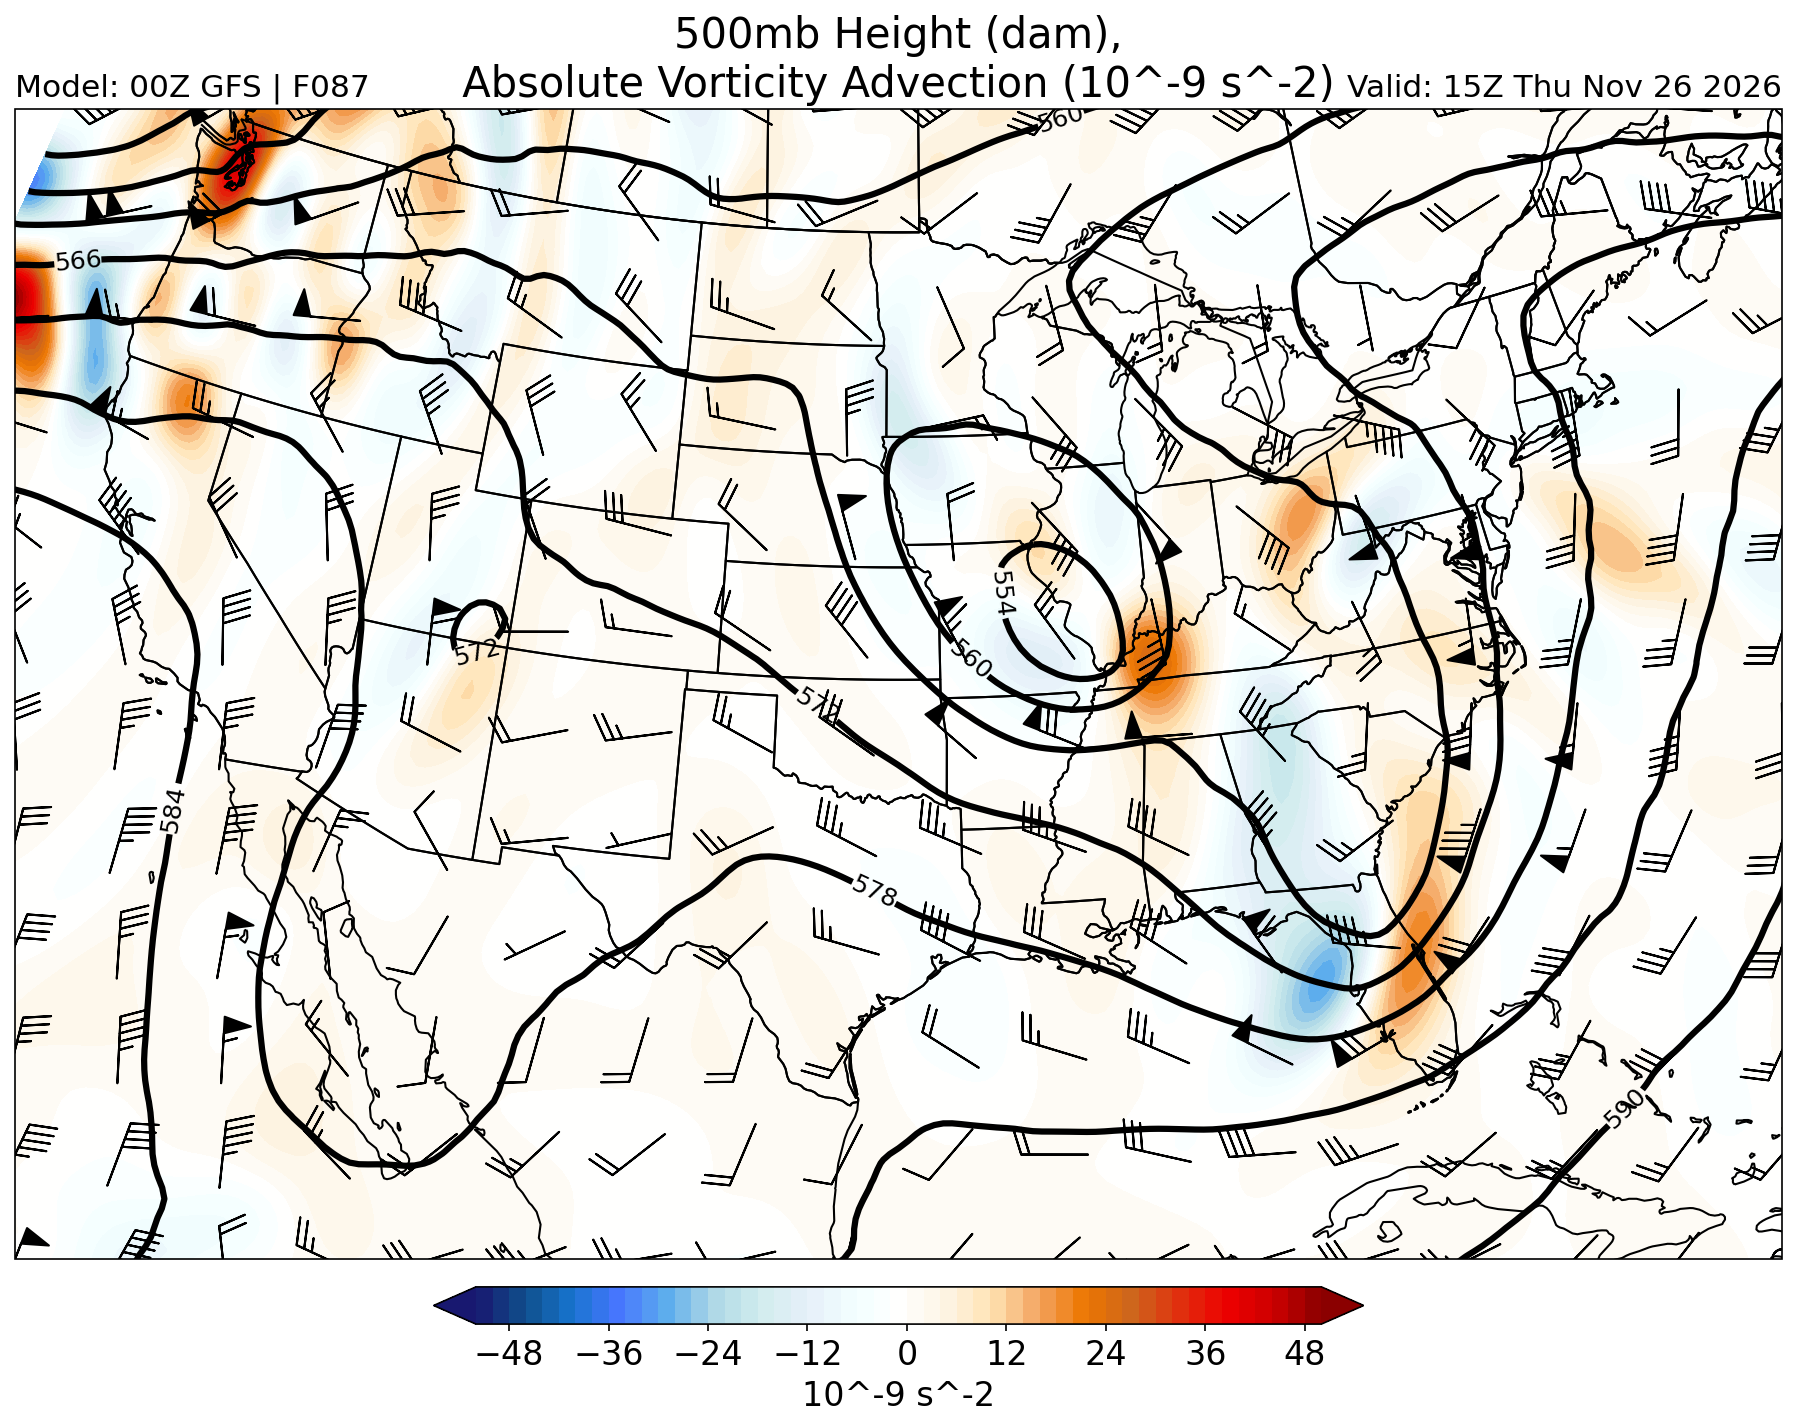 500mb Height (dam),
Model: 00Z GFS | F087
Absolute Vorticity Advection (10^-9 s^-2)
Valid: 15Z Thu Nov 26 2026
560
566
554
560
572
572
584
578
590
−48 −36 −24 −12 0 12 24 36 48
10^-9 s^-2